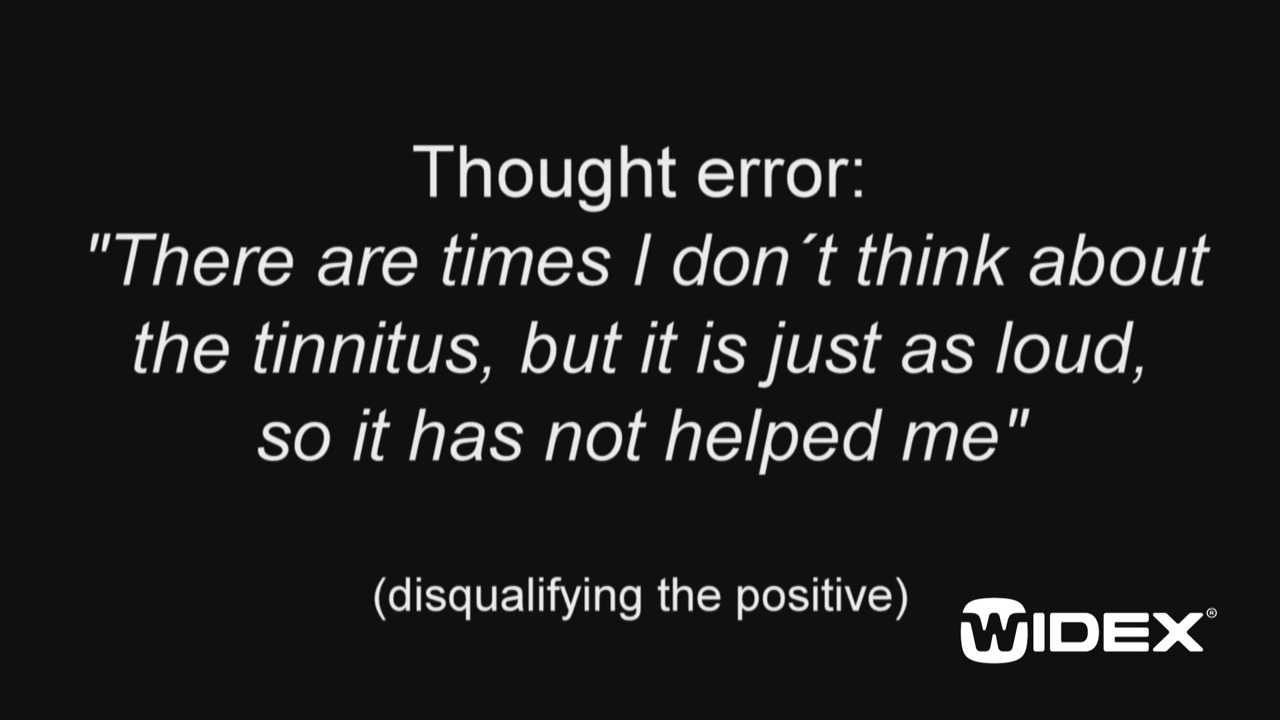 Thought error:
"There are times I don´t think about
the tinnitus, but it is just as loud,
so it has not helped me"
(disqualifying the positive)
WIDEX®